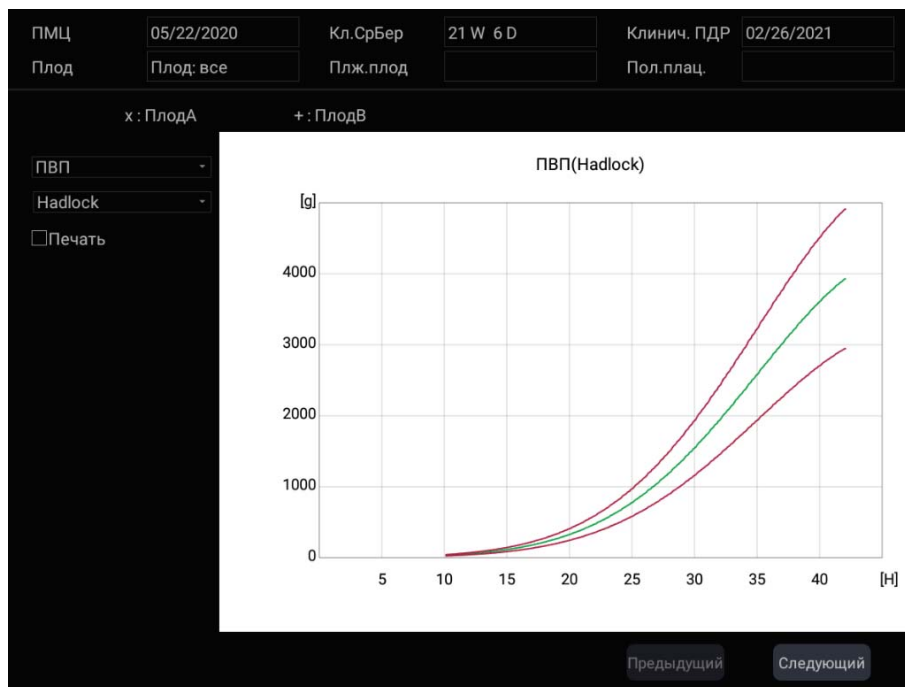 ПМЦ 05/22/2020 Кл.СрБер 21 W 6 D Клинич. ПДР 02/26/2021
Плод Плод: все Плж.плод Пол.плац.
x : ПлодA + : ПлодB
ПВП
Hadlock
Печать
ПВП(Hadlock)
[g]
4000
3000
2000
1000
0
5 10 15 20 25 30 35 40 [H]
Предыдущий Следующий